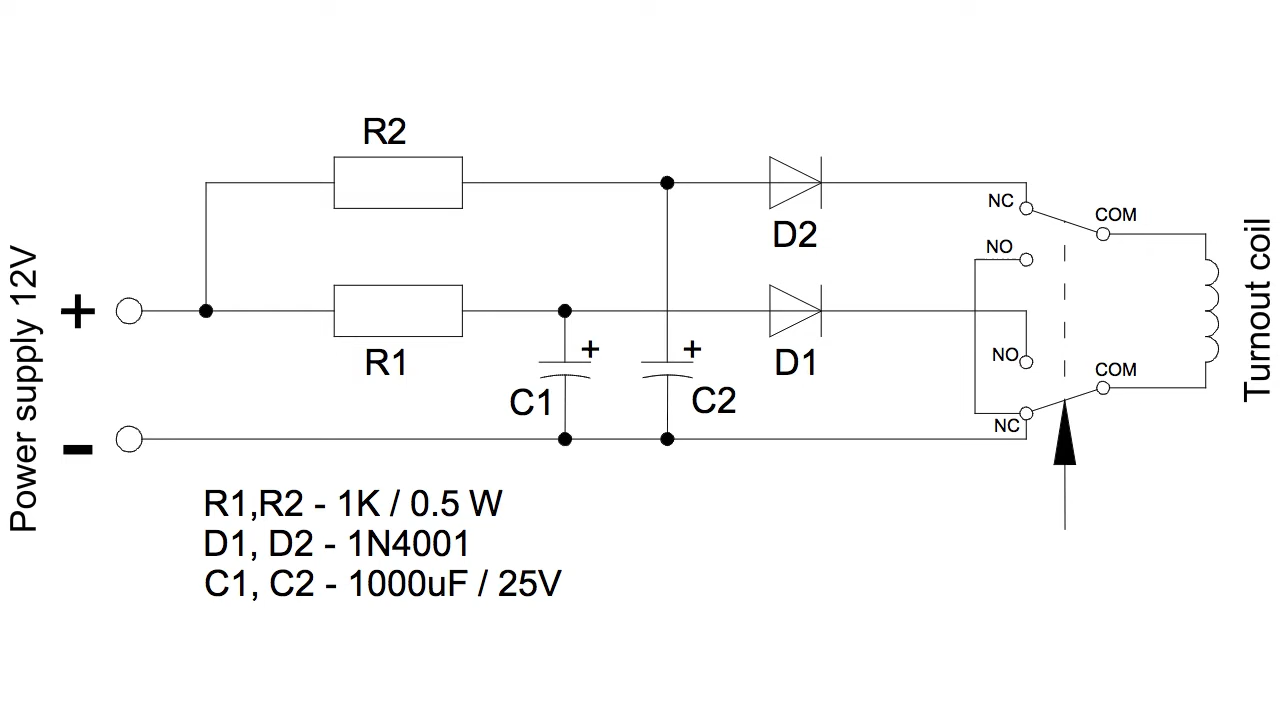 R2
NC
COM
D2
NO
Power supply 12V
+
R1
+
C1
+
C2
D1
NO
COM
NC
-
Turnout coil
R1,R2 - 1K / 0.5 W
D1, D2 - 1N4001
C1, C2 - 1000uF / 25V